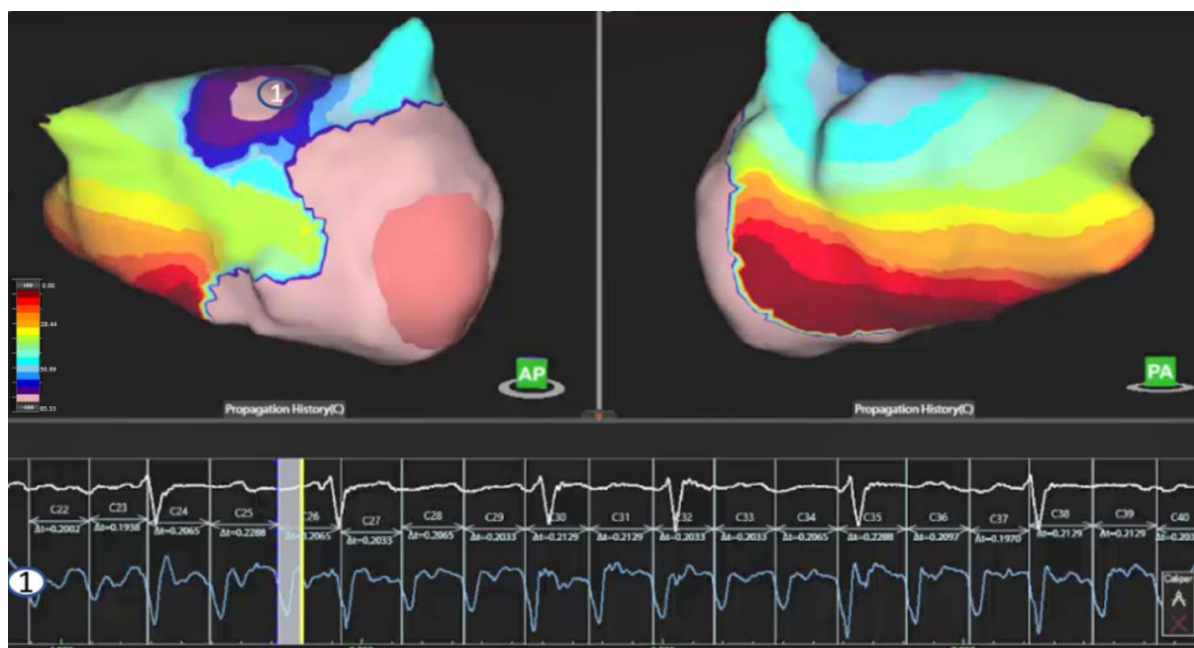 1
AP
PA
0.00
28.44
56.89
85.33
Propagation History(C)
Propagation History(C)
C22
C23
C24
C25
C26
C27
C28
C29
C30
C31
C32
C33
C34
C35
C36
C37
C38
C39
C40
Δt=0.2002
Δt=0.1938
Δt=0.2065
Δt=0.2288
Δt=0.2065
Δt=0.2033
Δt=0.2065
Δt=0.2033
Δt=0.2129
Δt=0.2129
Δt=0.2033
Δt=0.2033
Δt=0.2065
Δt=0.2288
Δt=0.2097
Δt=0.1970
Δt=0.2129
Δt=0.2129
1
Caliper